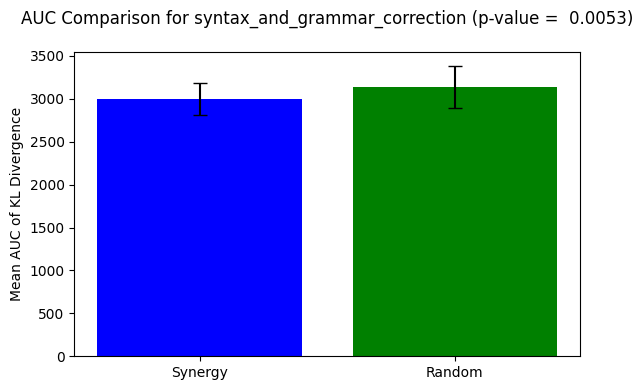 AUC Comparison for syntax_and_grammar_correction (p-value =  0.0053)
3500
3000
2500
2000
1500
1000
500
0
Mean AUC of KL Divergence
Synergy
Random